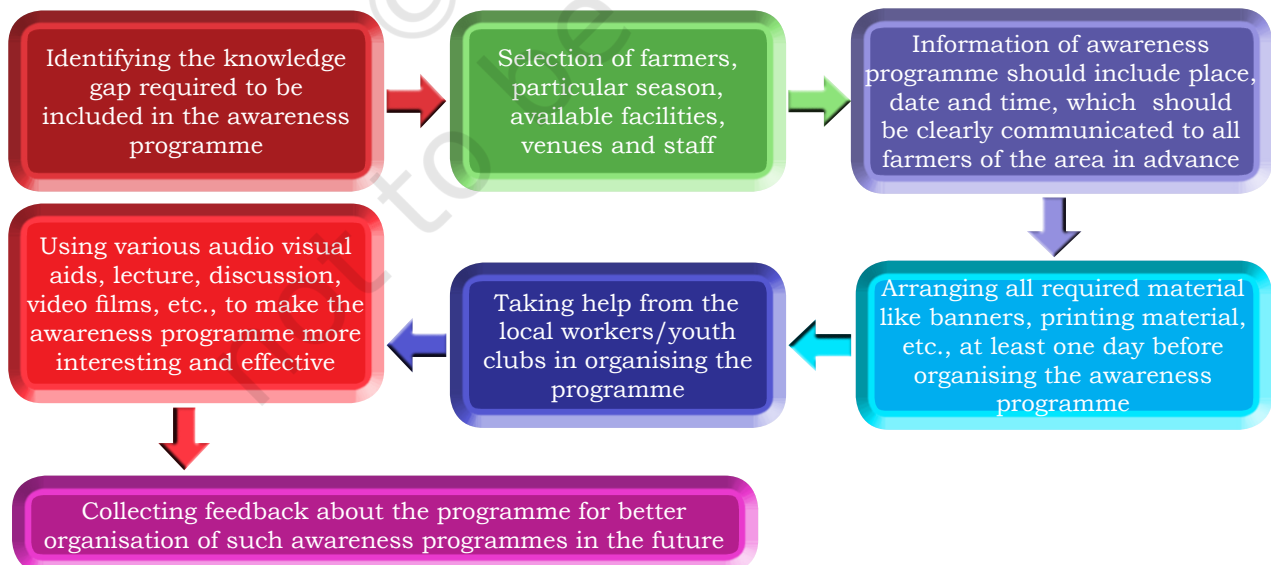 Identifying the knowledge
gap required to be
included in the awareness
programme
Selection of farmers,
particular season,
available facilities,
venues and staff
Information of awareness
programme should include place,
date and time, which should
be clearly communicated to all
farmers of the area in advance
Arranging all required material
like banners, printing material,
etc., at least one day before
organising the awareness
programme
Taking help from the
local workers/youth
clubs in organising the
programme
Using various audio visual
aids, lecture, discussion,
video films, etc., to make the
awareness programme more
interesting and effective
Collecting feedback about the programme for better
organisation of such awareness programmes in the future
©
not to be